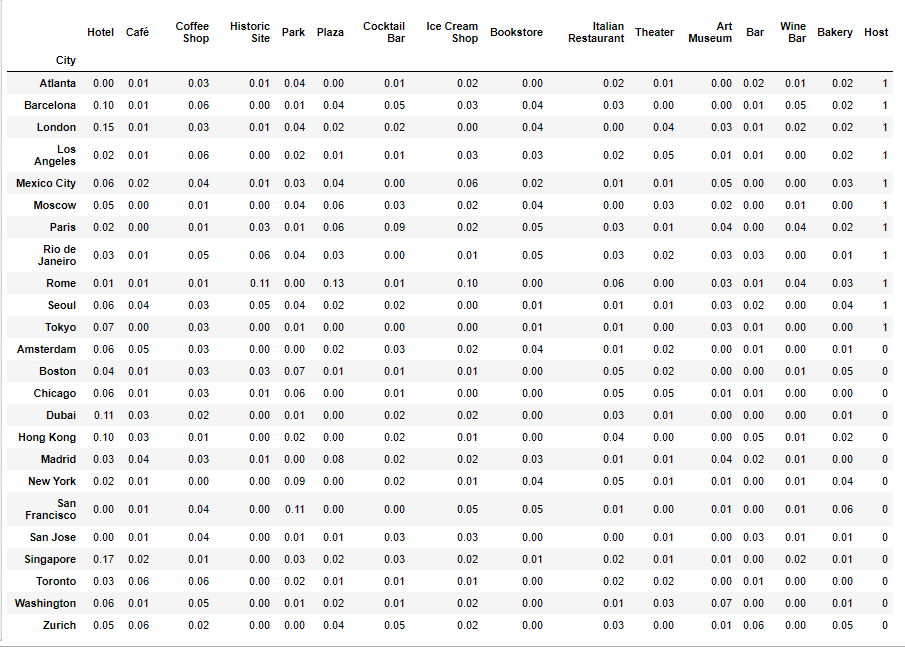 Hotel Café Coffee Shop Historic Site Park Plaza Cocktail Bar Ice Cream Shop Bookstore Italian Restaurant Theater Art Museum Bar Wine Bar Bakery Host
City
Atlanta 0.00 0.01 0.03 0.01 0.04 0.00 0.01 0.02 0.00 0.02 0.01 0.00 0.02 0.01 0.02 1
Barcelona 0.10 0.01 0.06 0.00 0.01 0.04 0.05 0.03 0.04 0.03 0.00 0.00 0.01 0.05 0.02 1
London 0.15 0.01 0.03 0.01 0.04 0.02 0.02 0.00 0.04 0.00 0.04 0.03 0.01 0.02 0.02 1
Los Angeles 0.02 0.01 0.06 0.00 0.02 0.01 0.01 0.03 0.03 0.02 0.05 0.01 0.01 0.00 0.02 1
Mexico City 0.06 0.02 0.04 0.01 0.03 0.04 0.00 0.06 0.02 0.01 0.01 0.05 0.00 0.00 0.03 1
Moscow 0.05 0.00 0.01 0.00 0.04 0.06 0.03 0.02 0.04 0.00 0.03 0.02 0.00 0.01 0.00 1
Paris 0.02 0.00 0.01 0.03 0.01 0.06 0.09 0.02 0.05 0.03 0.01 0.04 0.00 0.04 0.02 1
Rio de Janeiro 0.03 0.01 0.05 0.06 0.04 0.03 0.00 0.01 0.05 0.03 0.02 0.03 0.03 0.00 0.01 1
Rome 0.01 0.01 0.01 0.11 0.00 0.13 0.01 0.10 0.00 0.06 0.00 0.03 0.01 0.04 0.03 1
Seoul 0.06 0.04 0.03 0.05 0.04 0.02 0.02 0.00 0.01 0.01 0.01 0.03 0.02 0.00 0.04 1
Tokyo 0.07 0.00 0.03 0.00 0.01 0.00 0.00 0.00 0.01 0.01 0.00 0.03 0.01 0.00 0.00 1
Amsterdam 0.06 0.05 0.03 0.00 0.00 0.02 0.03 0.02 0.04 0.01 0.02 0.00 0.01 0.00 0.01 0
Boston 0.04 0.01 0.03 0.03 0.07 0.01 0.01 0.01 0.00 0.05 0.02 0.00 0.00 0.01 0.05 0
Chicago 0.06 0.01 0.03 0.01 0.06 0.00 0.01 0.00 0.00 0.05 0.05 0.01 0.01 0.00 0.00 0
Dubai 0.11 0.03 0.02 0.00 0.01 0.00 0.02 0.02 0.00 0.03 0.01 0.00 0.00 0.00 0.01 0
Hong Kong 0.10 0.03 0.01 0.00 0.02 0.00 0.02 0.01 0.00 0.04 0.00 0.00 0.05 0.01 0.02 0
Madrid 0.03 0.04 0.03 0.01 0.00 0.08 0.02 0.02 0.03 0.01 0.01 0.04 0.02 0.01 0.00 0
New York 0.02 0.01 0.00 0.00 0.09 0.00 0.02 0.01 0.04 0.05 0.01 0.01 0.00 0.01 0.04 0
San Francisco 0.00 0.01 0.04 0.00 0.11 0.00 0.00 0.05 0.05 0.01 0.00 0.01 0.00 0.01 0.06 0
San Jose 0.00 0.01 0.04 0.00 0.01 0.01 0.03 0.03 0.00 0.00 0.01 0.00 0.03 0.01 0.01 0
Singapore 0.17 0.02 0.01 0.00 0.03 0.02 0.03 0.02 0.01 0.02 0.01 0.01 0.00 0.02 0.01 0
Toronto 0.03 0.06 0.06 0.00 0.02 0.01 0.01 0.01 0.00 0.02 0.02 0.00 0.01 0.00 0.00 0
Washington 0.06 0.01 0.05 0.00 0.01 0.02 0.01 0.02 0.00 0.01 0.03 0.07 0.00 0.00 0.01 0
Zurich 0.05 0.06 0.02 0.00 0.00 0.04 0.05 0.02 0.00 0.03 0.00 0.01 0.06 0.00 0.05 0